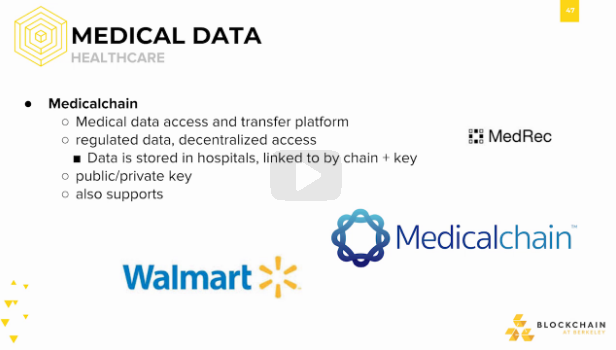 47
MEDICAL DATA
HEALTHCARE
● Medicalchain
○ Medical data access and transfer platform
○ regulated data, decentralized access
■ Data is stored in hospitals, linked to by chain + key
○ public/private key
○ also supports
MedRec
Medicalchain™
Walmart
BLOCKCHAIN
AT BERKELEY